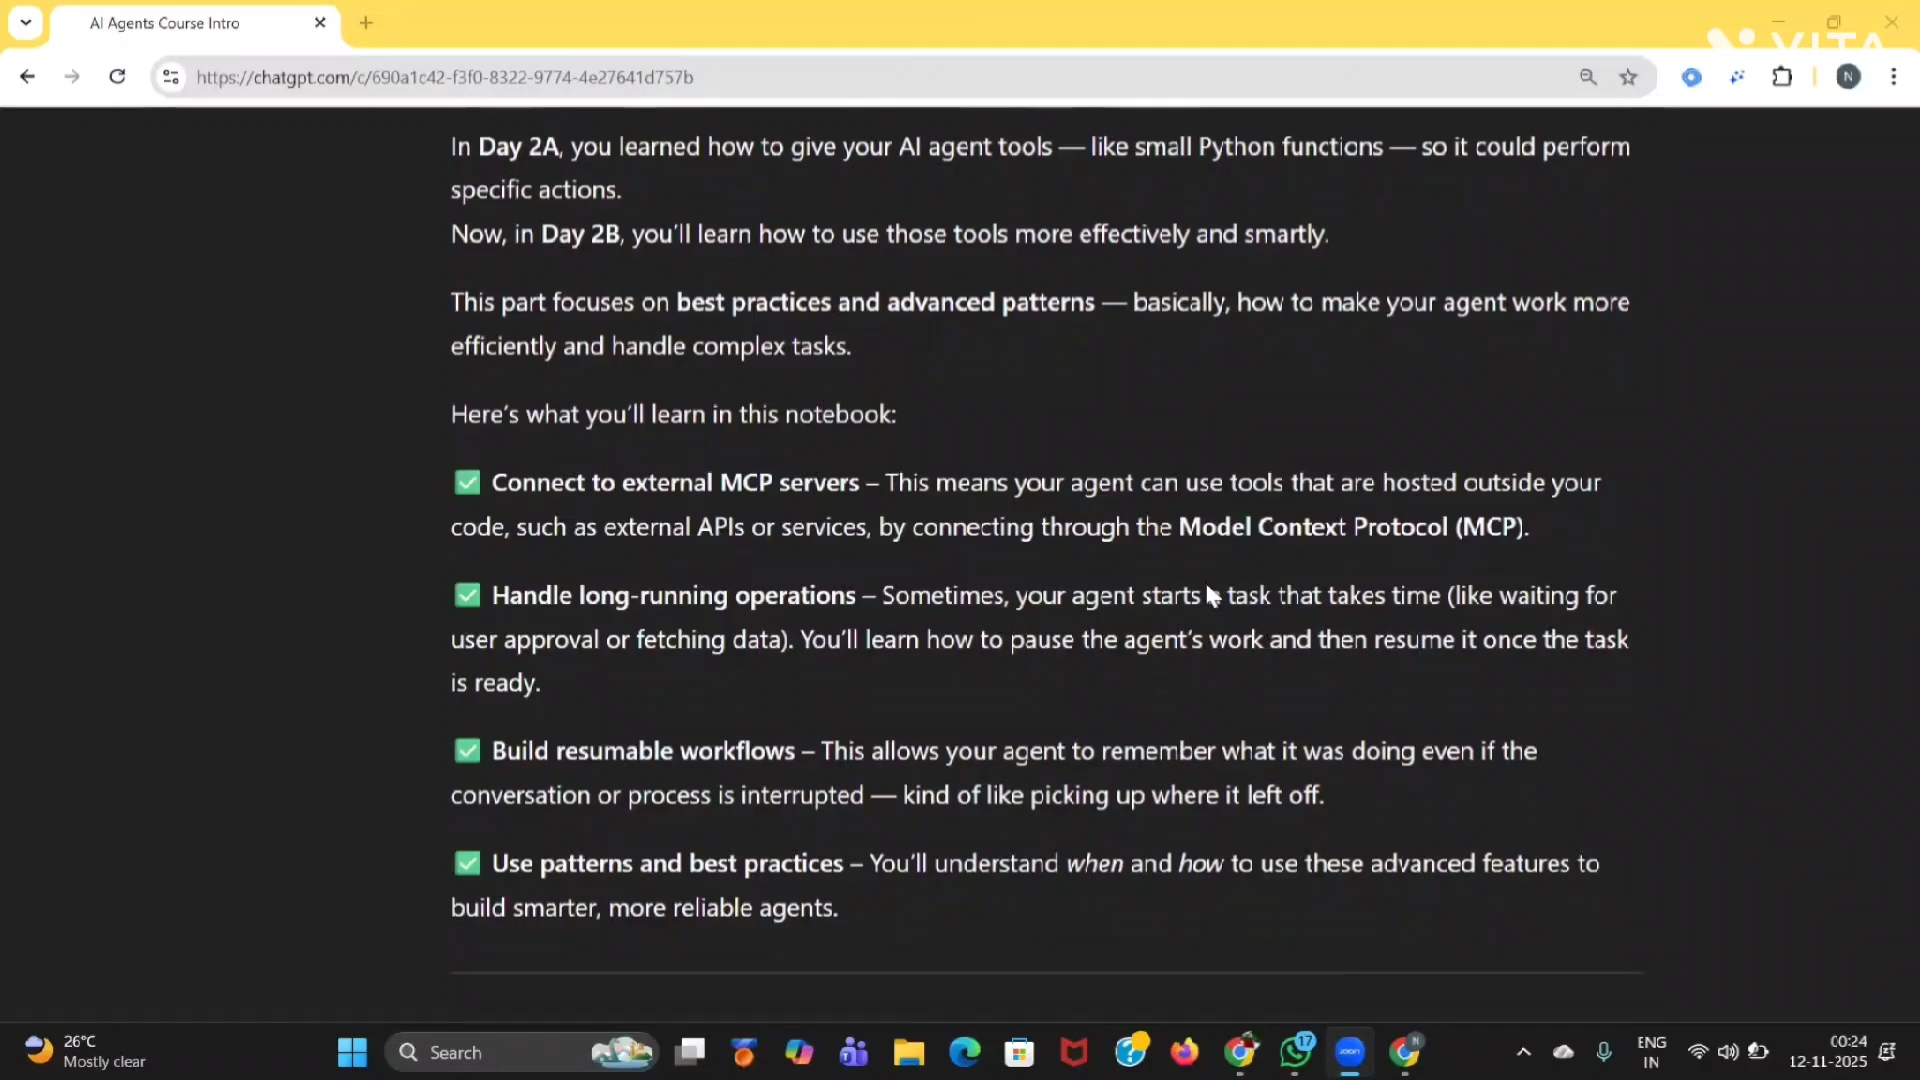 AI Agents Course Intro
VITA
https://chatgpt.com/c/690a1c42-f3f0-8322-9774-4e27641d757b
N
In Day 2A, you learned how to give your AI agent tools — like small Python functions — so it could perform
specific actions.
Now, in Day 2B, you'll learn how to use those tools more effectively and smartly.
This part focuses on best practices and advanced patterns — basically, how to make your agent work more
efficiently and handle complex tasks.
Here's what you'll learn in this notebook:
✅ Connect to external MCP servers – This means your agent can use tools that are hosted outside your
code, such as external APIs or services, by connecting through the Model Context Protocol (MCP).
✅ Handle long-running operations – Sometimes, your agent starts task that takes time (like waiting for
user approval or fetching data). You'll learn how to pause the agent's work and then resume it once the task
is ready.
✅ Build resumable workflows – This allows your agent to remember what it was doing even if the
conversation or process is interrupted — kind of like picking up where it left off.
✅ Use patterns and best practices – You'll understand when and how to use these advanced features to
build smarter, more reliable agents.
26°C
Mostly clear
Search
17
zoom
N
ENG
IN
00:24
12-11-2025